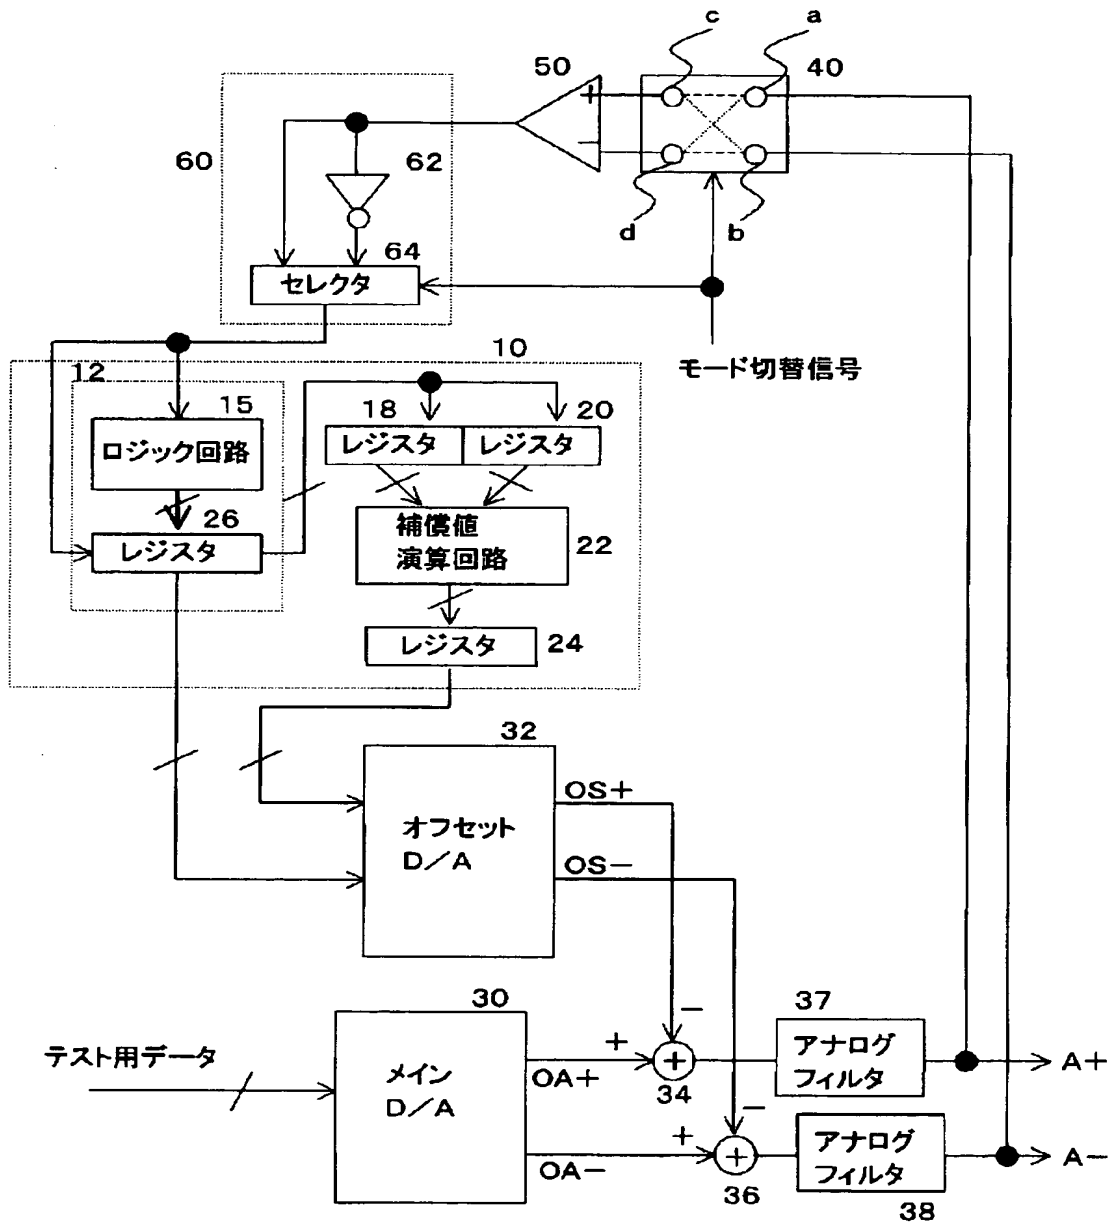 c
a
50
40
+
−
60
62
d
b
64
セレクタ
モード切替信号
10
12
15
ロジック回路
18
20
レジスタ
レジスタ
26
レジスタ
補償値
演算回路
22
レジスタ
24
32
オフセット
D/A
OS+
OS−
30
メイン
D/A
テスト用データ
OA+
OA−
+
−
+
34
+
−
+
36
37
アナログ
フィルタ
A+
アナログ
フィルタ
38
A−